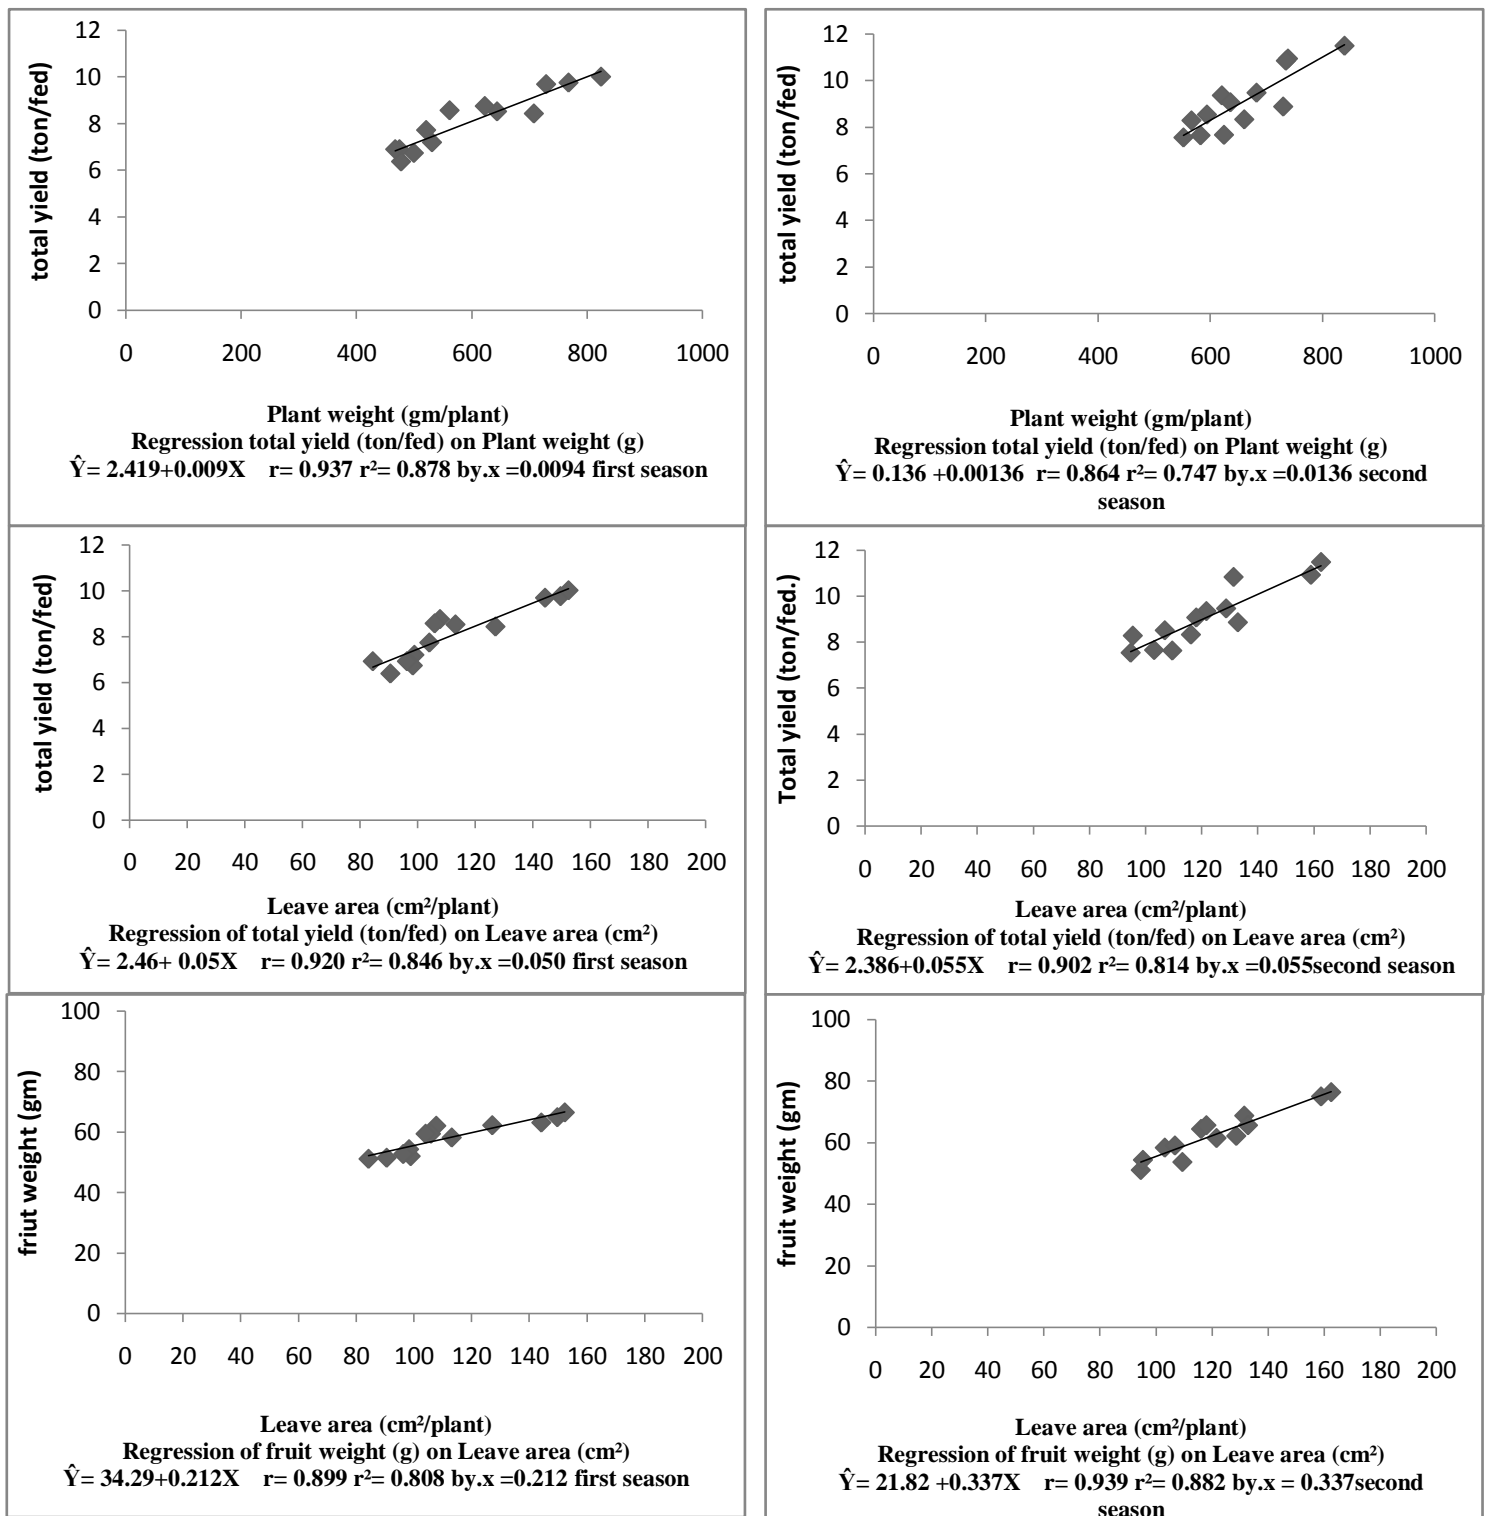 12
10
8
6
4
2
0
total yield (ton/fed)
0 200 400 600 800 1000
Plant weight (gm/plant)
Regression total yield (ton/fed) on Plant weight (g)
Ŷ= 2.419+0.009X r= 0.937 r²= 0.878 by.x =0.0094 first season
12
10
8
6
4
2
0
total yield (ton/fed)
0 200 400 600 800 1000
Plant weight (gm/plant)
Regression total yield (ton/fed) on Plant weight (g)
Ŷ= 0.136 +0.00136 r= 0.864 r²= 0.747 by.x =0.0136 second
season
12
10
8
6
4
2
0
total yield (ton/fed)
0 20 40 60 80 100 120 140 160 180 200
Leave area (cm²/plant)
Regression of total yield (ton/fed) on Leave area (cm²)
Ŷ= 2.46+ 0.05X r= 0.920 r²= 0.846 by.x =0.050 first season
12
10
8
6
4
2
0
Total yield (ton/fed.)
0 20 40 60 80 100 120 140 160 180 200
Leave area (cm²/plant)
Regression of total yield (ton/fed) on Leave area (cm²)
Ŷ= 2.386+0.055X r= 0.902 r²= 0.814 by.x =0.055second season
100
80
60
40
20
0
friut weight (gm)
0 20 40 60 80 100 120 140 160 180 200
Leave area (cm²/plant)
Regression of fruit weight (g) on Leave area (cm²)
Ŷ= 34.29+0.212X r= 0.899 r²= 0.808 by.x =0.212 first season
100
80
60
40
20
0
fruit weight (gm)
0 20 40 60 80 100 120 140 160 180 200
Leave area (cm²/plant)
Regression of fruit weight (g) on Leave area (cm²)
Ŷ= 21.82 +0.337X r= 0.939 r²= 0.882 by.x = 0.337second
season